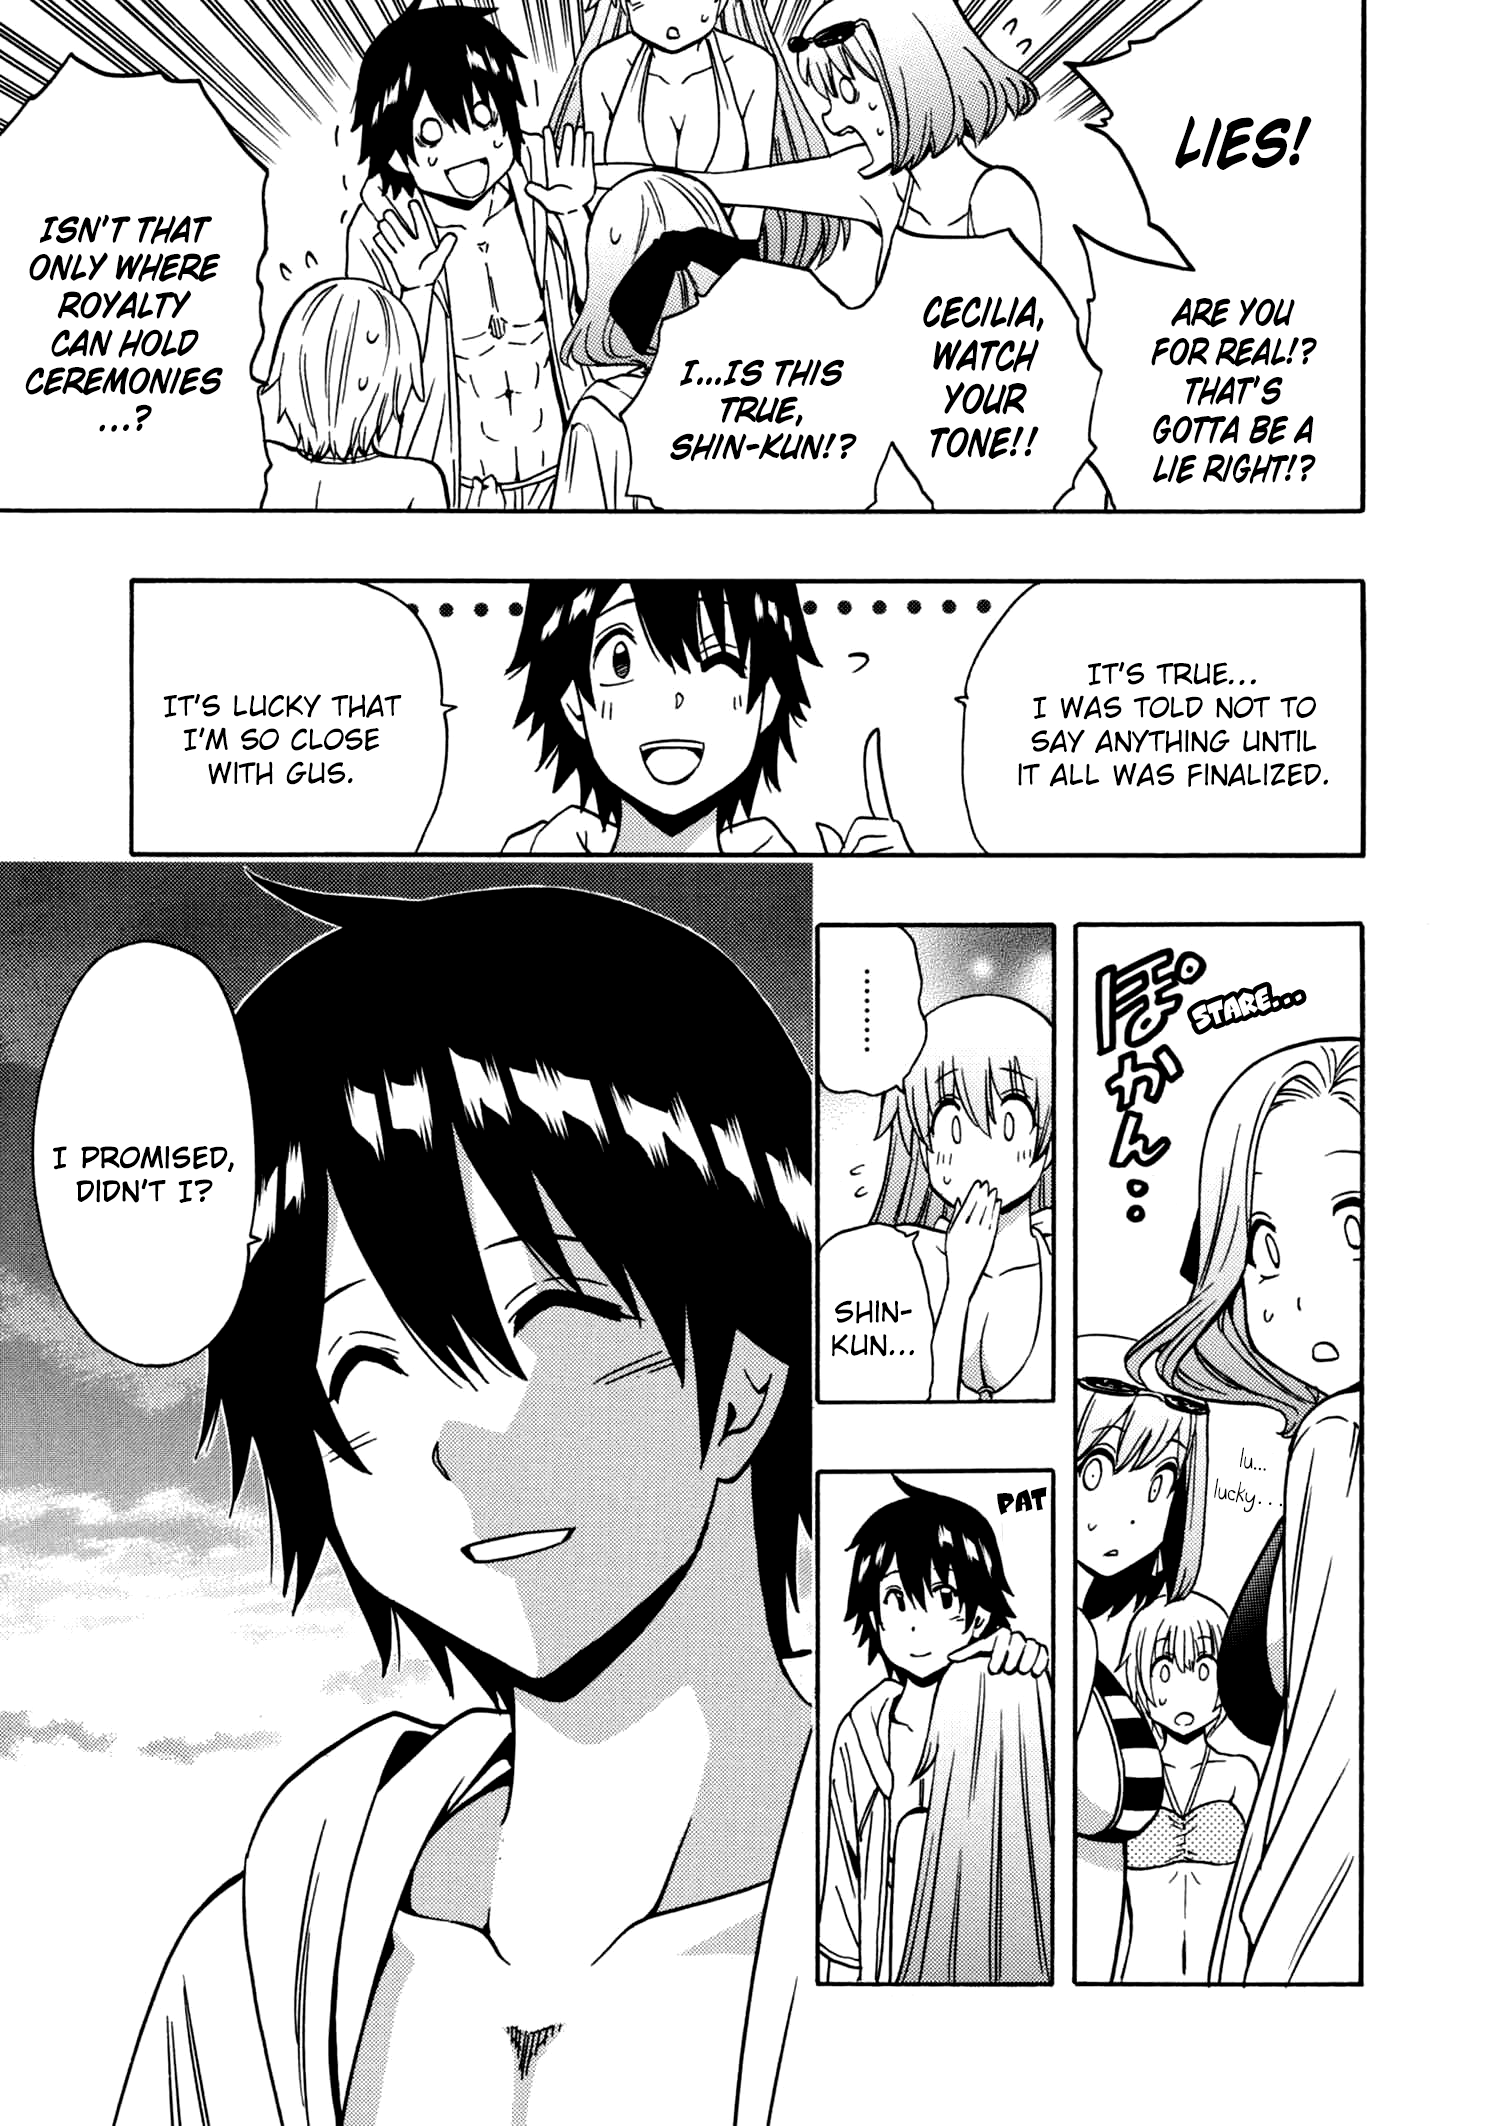 LIES!
ARE YOU
FOR REAL!?
THAT'S
GOTTA BE A
LIE RIGHT!?
CECILIA,
WATCH
YOUR
TONE!!
I...IS THIS
TRUE,
SHIN-KUN!?
ISN'T THAT
ONLY WHERE
ROYALTY
CAN HOLD
CEREMONIES
...?
IT'S TRUE...
I WAS TOLD NOT TO
SAY ANYTHING UNTIL
IT ALL WAS FINALIZED.
IT'S LUCKY THAT
I'M SO CLOSE
WITH GUS.
ぽかん‥
STARE...
lu...
lucky...
.........
SHIN-
KUN...
PAT
I PROMISED,
DIDN'T I?